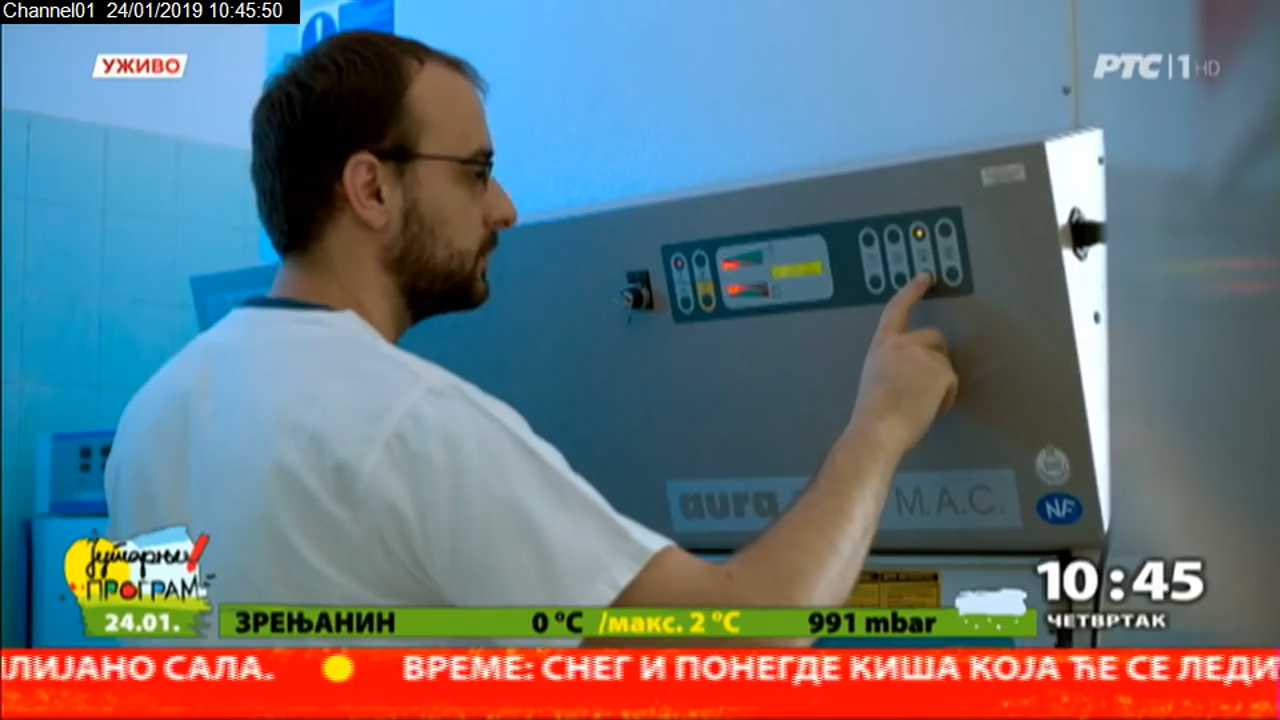 Channel01 24/01/2019 10:45:50
УЖИВО
РТС|1 HD
aura
M.A.C.
NF
Јутарњи!
ПРОГРАМ
24.01.
ЗРЕЊАНИН 0 °C /макс. 2 °C 991 mbar
10:45
ЧЕТВРТАК
ЛИЈАНО САЛА. ВРЕМЕ: СНЕГ И ПОНЕГДЕ КИША КОЈА ЋЕ СЕ ЛЕДИ